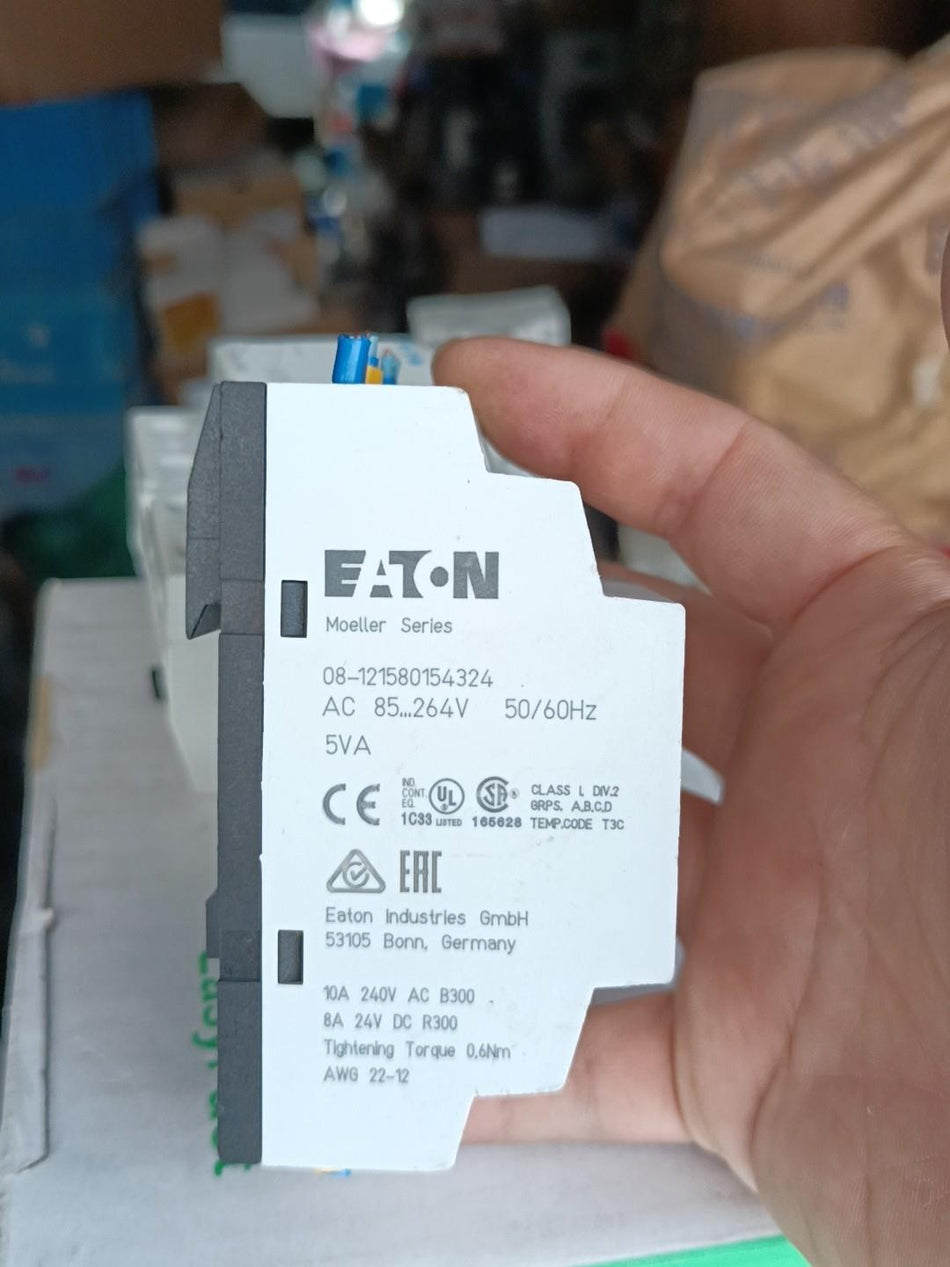 EATON
Moeller Series
08-121580154324
AC 85...264V 50/60Hz
5VA
CE
IND.
CONT.
EQ.
1C33
UL
LISTED
SA
165628
CLASS I, DIV.2
GRPS. A,B,C,D
TEMP.CODE T3C
EAC
Eaton Industries GmbH
53105 Bonn, Germany
10A 240V AC B300
8A 24V DC R300
Tightening Torque 0,6Nm
AWG 22-12